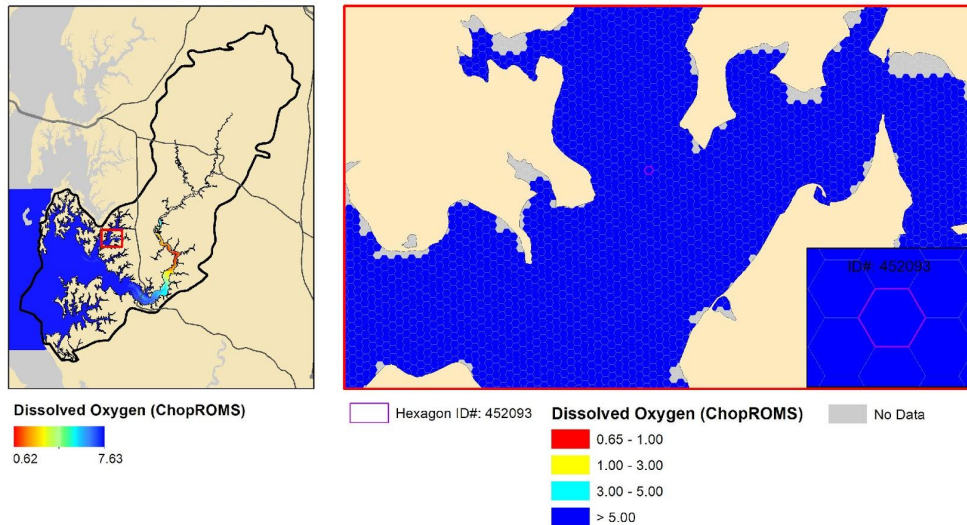 ID#: 452093
Dissolved Oxygen (ChopROMS)
0.62 7.63
Hexagon ID#: 452093
Dissolved Oxygen (ChopROMS)
0.65 - 1.00
1.00 - 3.00
3.00 - 5.00
> 5.00
No Data